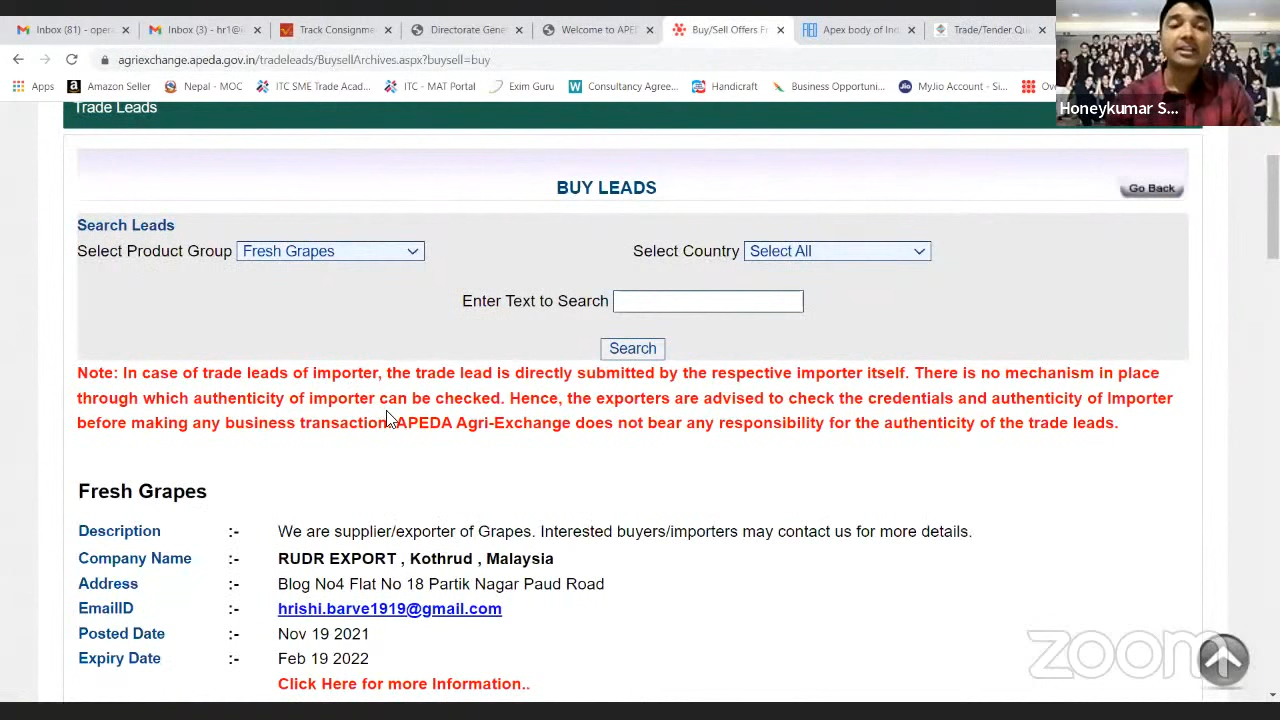 Inbox (81) - oper
Inbox (3) - hr1@
Track Consignme
Directorate Gene
Welcome to APE
Buy/Sell Offers F
Apex body of In
Trade/Tender Qu
agriexchange.apeda.gov.in/tradeleads/BuysellArchives.aspx?buysell=buy
Apps
Amazon Seller
Nepal - MOC
ITC SME Trade Acad...
ITC - MAT Portal
Exim Guru
Consultancy Agree...
Handicraft
Business Opportuni...
MyJio Account - Si...
Ov
Honeykumar S...
Trade Leads
BUY LEADS
Go Back
Search Leads
Select Product Group Fresh Grapes
Select Country Select All
Enter Text to Search
Search
Note: In case of trade leads of importer, the trade lead is directly submitted by the respective importer itself. There is no mechanism in place
through which authenticity of importer can be checked. Hence, the exporters are advised to check the credentials and authenticity of Importer
before making any business transaction APEDA Agri-Exchange does not bear any responsibility for the authenticity of the trade leads.
Fresh Grapes
Description :- We are supplier/exporter of Grapes. Interested buyers/importers may contact us for more details.
Company Name :- RUDR EXPORT , Kothrud , Malaysia
Address :- Blog No4 Flat No 18 Partik Nagar Paud Road
EmailID :- hrishi.barve1919@gmail.com
Posted Date :- Nov 19 2021
Expiry Date :- Feb 19 2022
Click Here for more Information..
zoom